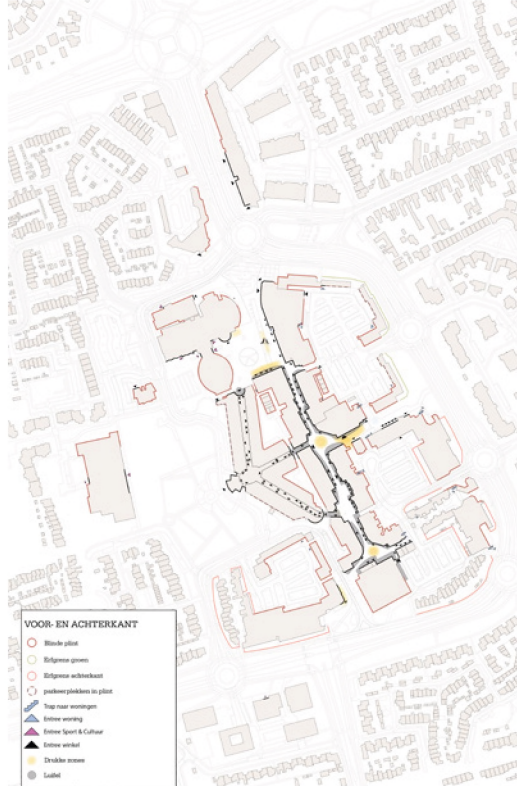 VOOR- EN ACHTERKANT
Blinde plint
Erfgrens groen
Erfgrens achterkant
parkeerplekken in plint
Trap naar woningen
Entree woning
Entree Sport & Cultuur
Entree winkel
Drukke zones
Luifel